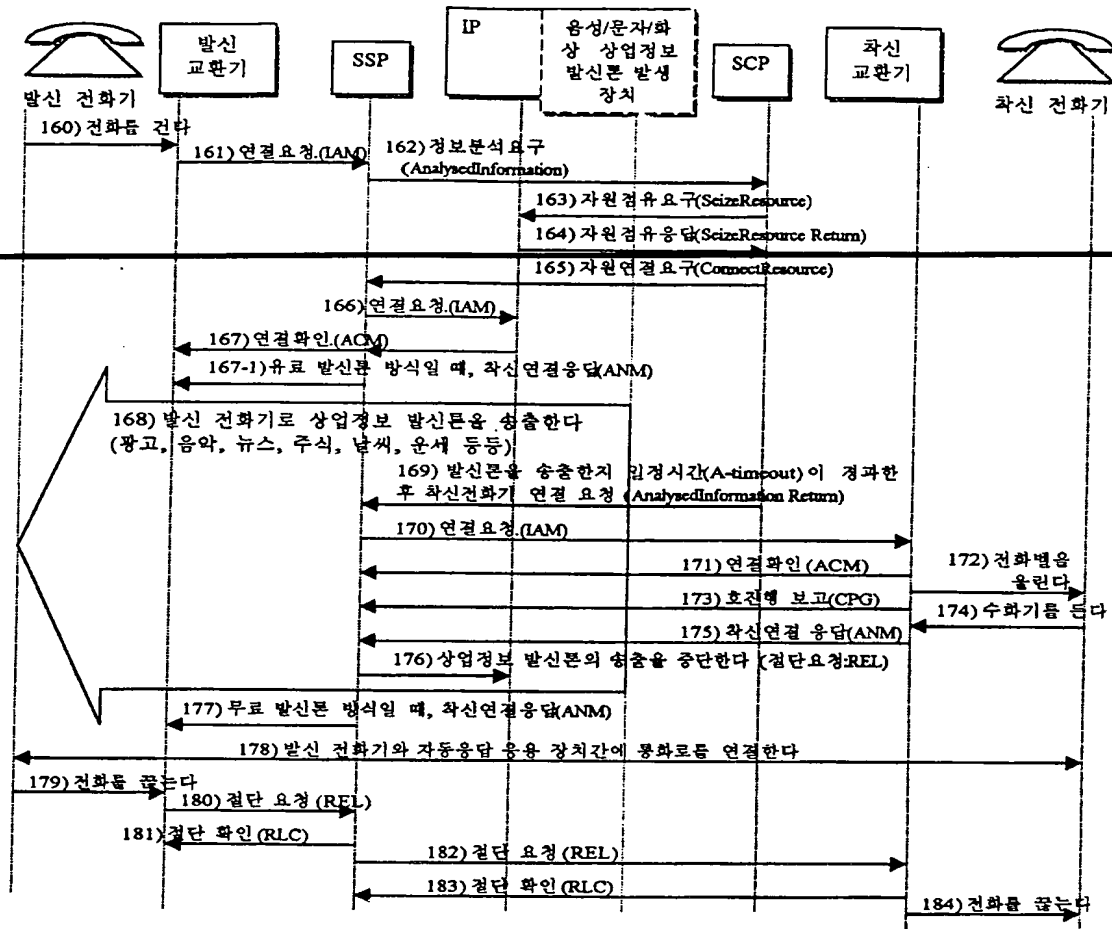 발신 전화기
발신
교환기
SSP
IP
음성/문자/화
상 상업정보
발신톤 발생
장치
SCP
착신
교환기
착신 전화기
160) 전화를 건다
161) 연결요청.(IAM)
162) 정보분석요구
(AnalysedInformation)
163) 자원점유요구(SeizeResource)
164) 자원점유응답(SeizeResource Return)
165) 자원연결요구(ConnectResource)
166) 연결요청.(IAM)
167) 연결확인.(ACM)
167-1) 유료 발신톤 방식일 때, 착신연결응답(ANM)
168) 발신 전화기로 상업정보 발신톤을 송출한다
(광고, 음악, 뉴스, 주식, 날씨, 운세 등등)
169) 발신톤을 송출한지 일정시간(A-timeout) 이 경과한
후 착신전화기 연결 요청 (AnalysedInformation Return)
170) 연결요청.(IAM)
171) 연결확인 (ACM)
172) 전화벨을
울린다
173) 호진행 보고(CPG)
174) 수화기를 든다
175) 착신연결 응답(ANM)
176) 상업정보 발신톤의 송출을 중단한다 (절단요청:REL)
177) 무료 발신톤 방식일 때, 착신연결응답(ANM)
178) 발신 전화기와 자동응답 응용 장치간에 통화로를 연결한다
179) 전화를 끊는다
180) 절단 요청 (REL)
181) 절단 확인 (RLC)
182) 절단 요청 (REL)
183) 절단 확인 (RLC)
184) 전화를 끊는다